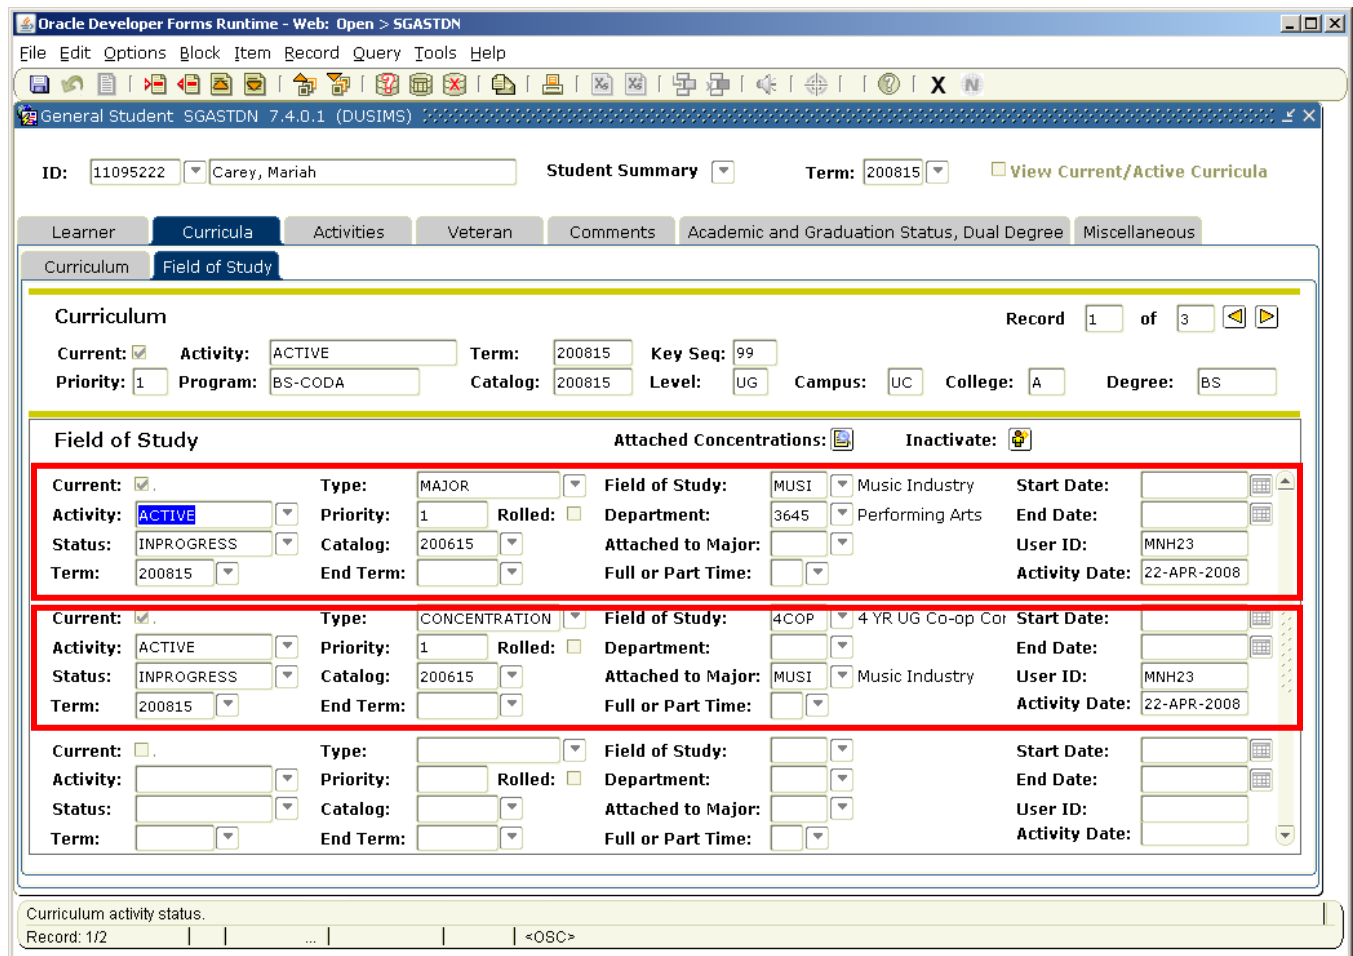 Oracle Developer Forms Runtime - Web: Open > SGASTDN
File Edit Options Block Item Record Query Tools Help
X N
General Student SGASTDN 7.4.0.1 (DUSIMS)
ID: 11095222 Carey, Mariah Student Summary Term: 200815 View Current/Active Curricula
Learner Curricula Activities Veteran Comments Academic and Graduation Status, Dual Degree Miscellaneous
Curriculum Field of Study
Curriculum Record 1 of 3
Current: Activity: ACTIVE Term: 200815 Key Seq: 99
Priority: 1 Program: BS-CODA Catalog: 200815 Level: UG Campus: UC College: A Degree: BS
Field of Study Attached Concentrations: Inactivate:
Current: . Type: MAJOR Field of Study: MUSI Music Industry Start Date:
Activity: ACTIVE Priority: 1 Rolled: Department: 3645 Performing Arts End Date:
Status: INPROGRESS Catalog: 200615 Attached to Major: User ID: MNH23
Term: 200815 End Term: Full or Part Time: Activity Date: 22-APR-2008
Current: . Type: CONCENTRATION Field of Study: 4COP 4 YR UG Co-op Cor Start Date:
Activity: ACTIVE Priority: 1 Rolled: Department: End Date:
Status: INPROGRESS Catalog: 200615 Attached to Major: MUSI Music Industry User ID: MNH23
Term: 200815 End Term: Full or Part Time: Activity Date: 22-APR-2008
Current: . Type: Field of Study: Start Date:
Activity: Priority: Rolled: Department: End Date:
Status: Catalog: Attached to Major: User ID:
Term: End Term: Full or Part Time: Activity Date:
Curriculum activity status.
Record: 1/2 ... <OSC>